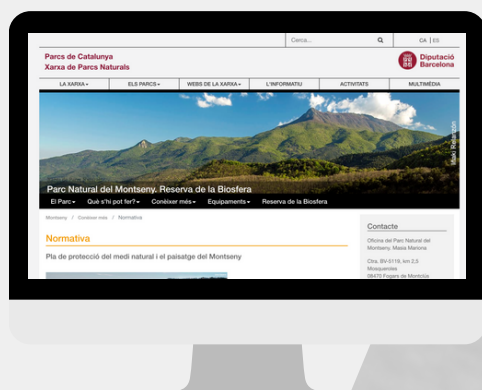 Cerca...
CA | ES
Parcs de Catalunya
Xarxa de Parcs Naturals
Diputació
Barcelona
LA XARXA
ELS PARCS
WEBS DE LA XARXA
L'INFORMATIU
ACTIVITATS
MULTIMÈDIA
Iñaki Relanzón
Parc Natural del Montseny. Reserva de la Biosfera
El Parc
Què s'hi pot fer?
Conèixer més
Equipaments
Reserva de la Biosfera
Montseny / Conèixer més / Normativa
Normativa
Pla de protecció del medi natural i el paisatge del Montseny
Contacte
Oficina del Parc Natural del
Montseny. Masia Mariona
Ctra. BV-5119, km 2,5
Mosqueroles
08470 Fogars de Montclús